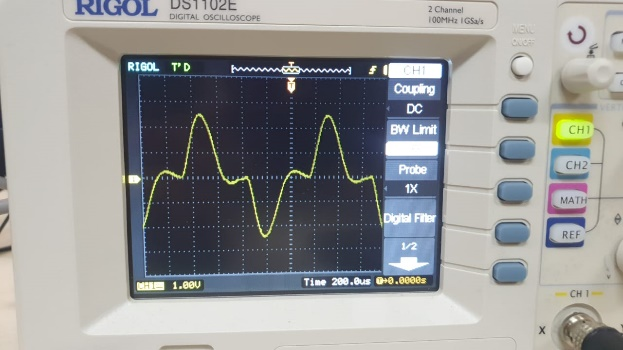 RIGOL DS1102E
DIGITAL OSCILLOSCOPE
2 Channel
100MHz 1GSa/s
MENU
ON/OFF
RIGOL T'D
CH1
Coupling
DC
BW Limit
Probe
1X
Digital Filter
1/2
CH1 1.00V Time 200.0us 0.0000s
CH1
CH2
MATH
REF
CH 1
X